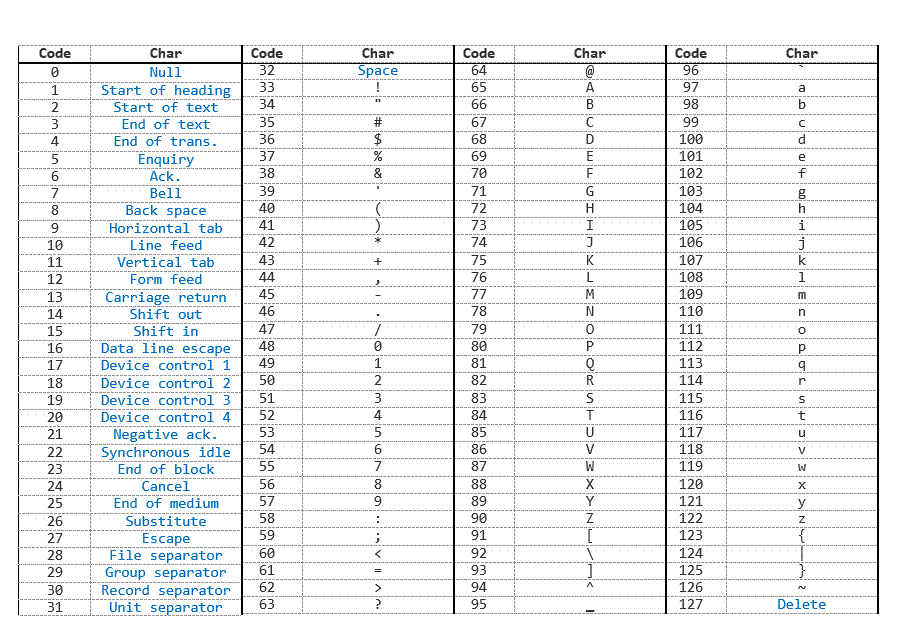 Code Char Code Char Code Char Code Char
0 Null 32 Space 64 @ 96 `
1 Start of heading 33 ! 65 A 97 a
2 Start of text 34 " 66 B 98 b
3 End of text 35 # 67 C 99 c
4 End of trans. 36 $ 68 D 100 d
5 Enquiry 37 % 69 E 101 e
6 Ack. 38 & 70 F 102 f
7 Bell 39 ' 71 G 103 g
8 Back space 40 ( 72 H 104 h
9 Horizontal tab 41 ) 73 I 105 i
10 Line feed 42 * 74 J 106 j
11 Vertical tab 43 + 75 K 107 k
12 Form feed 44 , 76 L 108 l
13 Carriage return 45 - 77 M 109 m
14 Shift out 46 . 78 N 110 n
15 Shift in 47 / 79 O 111 o
16 Data line escape 48 0 80 P 112 p
17 Device control 1 49 1 81 Q 113 q
18 Device control 2 50 2 82 R 114 r
19 Device control 3 51 3 83 S 115 s
20 Device control 4 52 4 84 T 116 t
21 Negative ack. 53 5 85 U 117 u
22 Synchronous idle 54 6 86 V 118 v
23 End of block 55 7 87 W 119 w
24 Cancel 56 8 88 X 120 x
25 End of medium 57 9 89 Y 121 y
26 Substitute 58 : 90 Z 122 z
27 Escape 59 ; 91 [ 123 {
28 File separator 60 < 92 \ 124 |
29 Group separator 61 = 93 ] 125 }
30 Record separator 62 > 94 ^ 126 ~
31 Unit separator 63 ? 95 _ 127 Delete